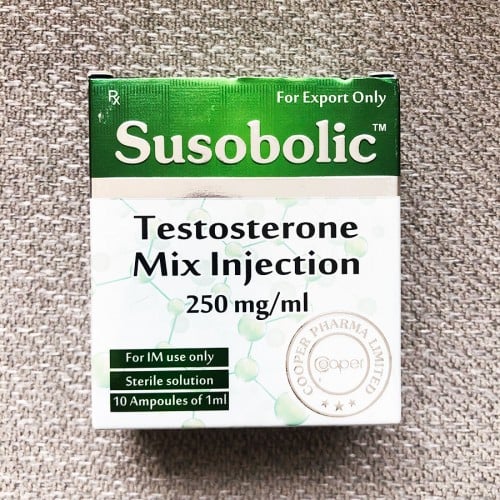 Rx
For Export Only
Susobolic™
Testosterone
Mix Injection
250 mg/ml
For IM use only
Sterile solution
10 Ampoules of 1ml
COOPER PHARMA LIMITED
cooper